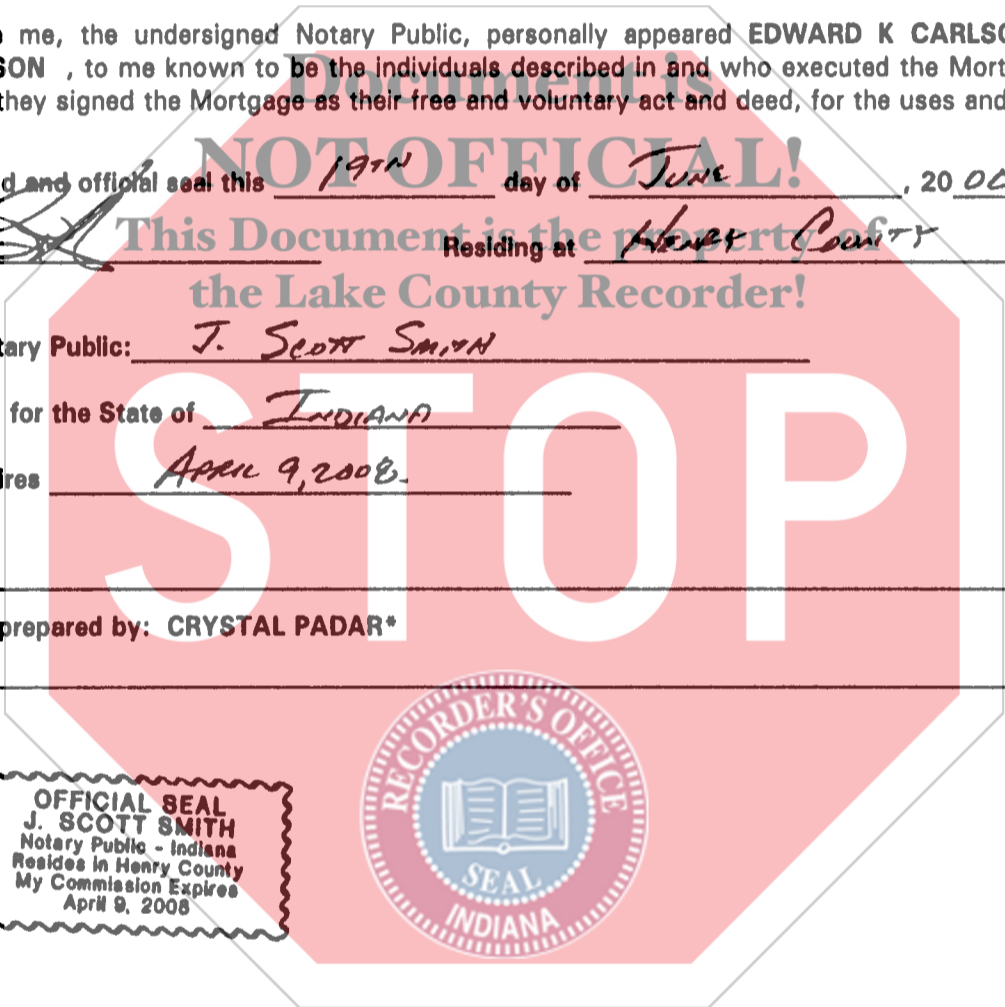 me, the undersigned Notary Public, personally appeared EDWARD K CARLSO
SON , to me known to be the individuals described in and who executed the Mort
they signed the Mortgage as their free and voluntary act and deed, for the uses and
Document is
NOT OFFICIAL!
This Document is the property of
the Lake County Recorder!
d and official seal this 19TH day of JUNE , 20
Residing at HENRY COUNTY
tary Public: J. SCOTT SMITH
for the State of INDIANA
ires APRIL 9, 2008.
STOP
prepared by: CRYSTAL PADAR*
RECORDER'S OFFICE
SEAL
INDIANA
OFFICIAL SEAL
J. SCOTT SMITH
Notary Public - Indiana
Resides in Henry County
My Commission Expires
April 9, 2008